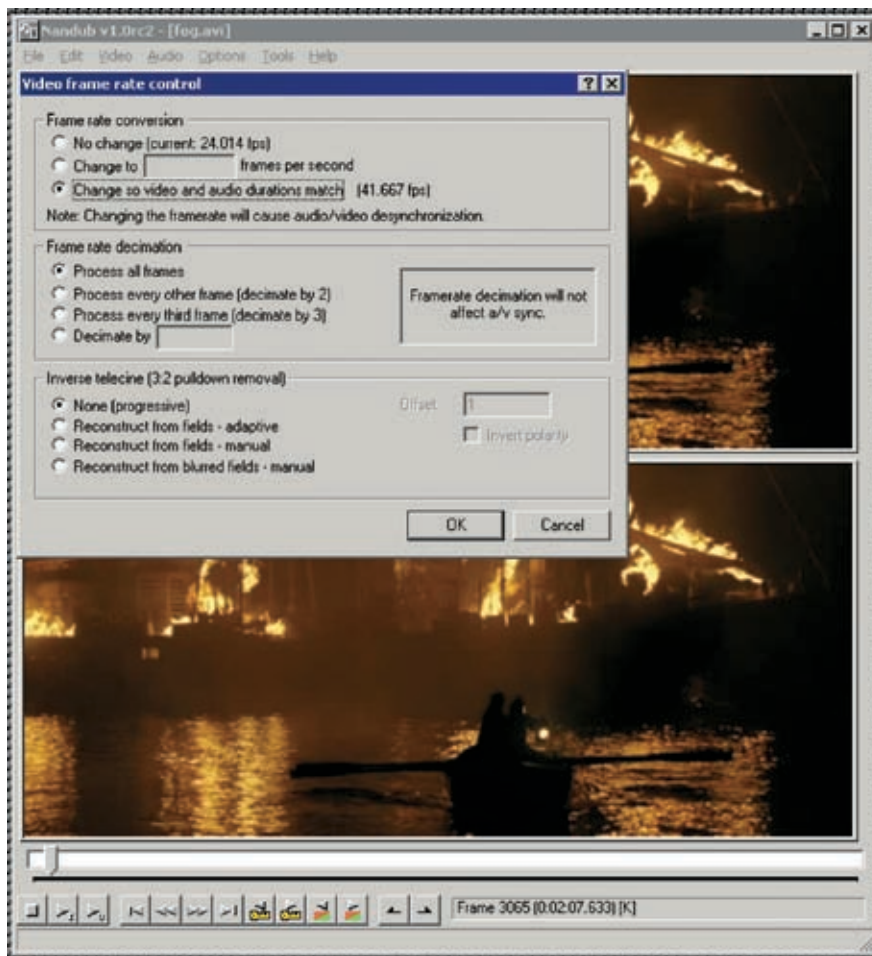 Nandub v1.0rc2 - [fog.avi]
File Edit Video Audio Options Tools Help
Video frame rate control
Frame rate conversion
No change (current: 24.014 fps)
Change to frames per second
Change so video and audio durations match (41.667 fps)
Note: Changing the framerate will cause audio/video desynchronization.
Frame rate decimation
Process all frames
Process every other frame (decimate by 2)
Process every third frame (decimate by 3)
Decimate by
Framerate decimation will not
affect a/v sync.
Inverse telecine (3:2 pulldown removal)
None (progressive)
Reconstruct from fields - adaptive
Reconstruct from fields - manual
Reconstruct from blurred fields - manual
Offset 1
Invert polarity
OK Cancel
Frame 3065 (0:02:07.633) [K]